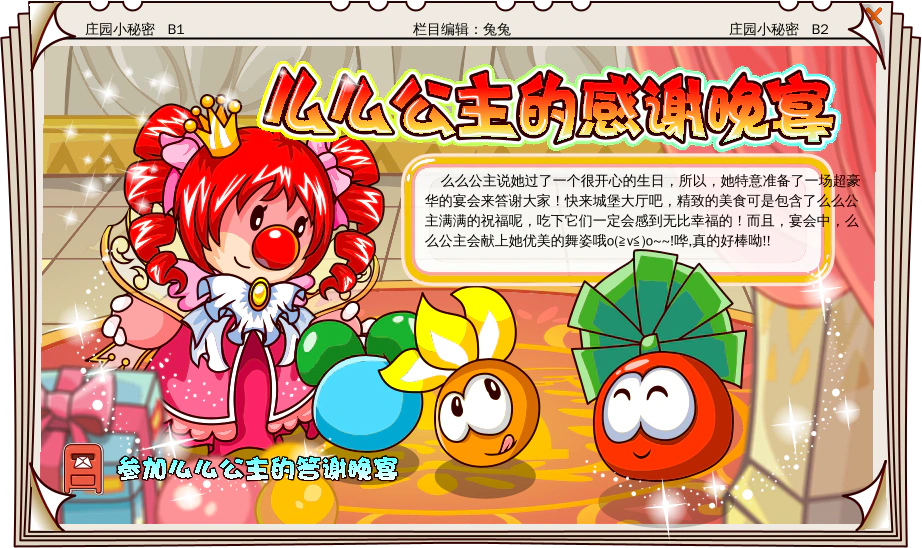 庄园小秘密 B1
栏目编辑：兔兔
庄园小秘密 B2
么么公主的感谢晚宴
么么公主说她过了一个很开心的生日，所以，她特意准备了一场超豪
华的宴会来答谢大家！快来城堡大厅吧，精致的美食可是包含了么么公
主满满的祝福呢，吃下它们一定会感到无比幸福的！而且，宴会中，么
么公主会献上她优美的舞姿哦o(≧v≦)o~~!哗,真的好棒呦!!
参加么么公主的答谢晚宴